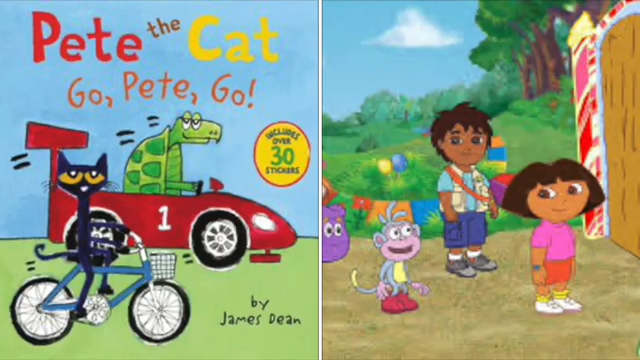 Pete the Cat
Go, Pete, Go!
INCLUDES
OVER
30
STICKERS
1
by
James Dean